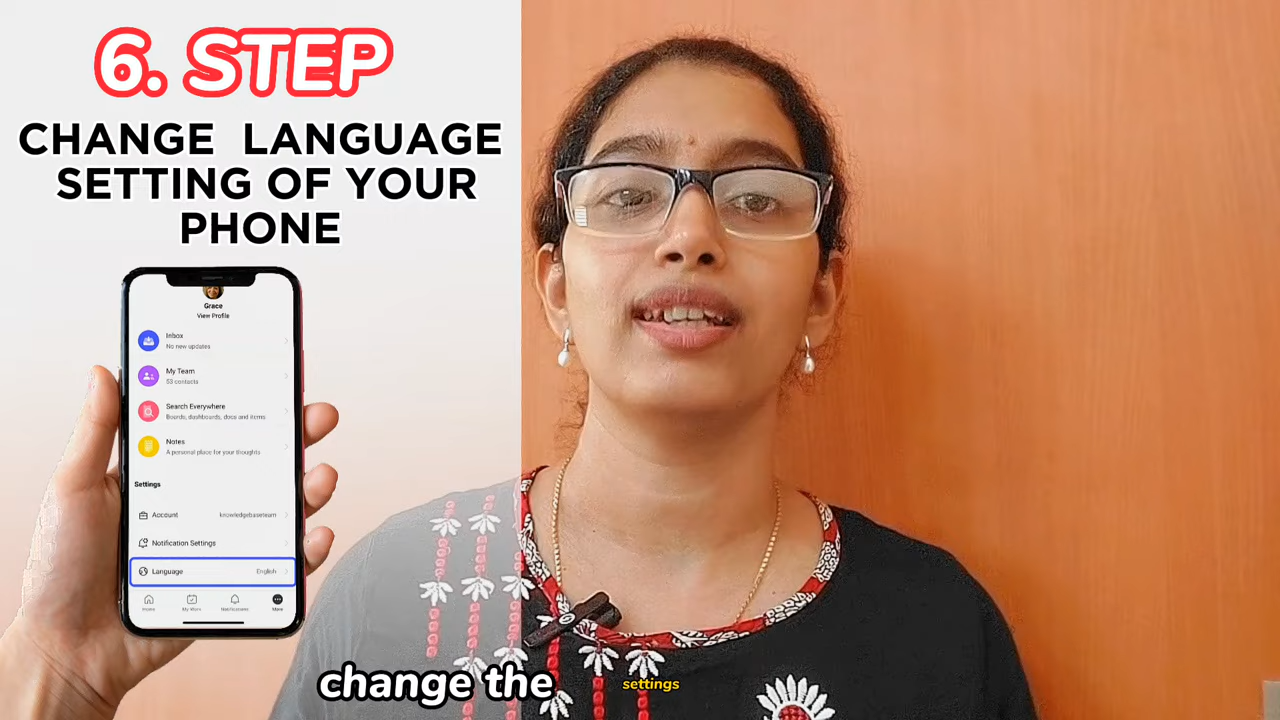 6. STEP
CHANGE LANGUAGE
SETTING OF YOUR
PHONE
Grace
View Profile
Inbox
No new updates
My Team
53 contacts
Search Everywhere
Boards, dashboards, docs and items
Notes
A personal place for your thoughts
Settings
Account knowledgebaseteam
Notification Settings
Language English
Home My Work Notifications More
change the settings